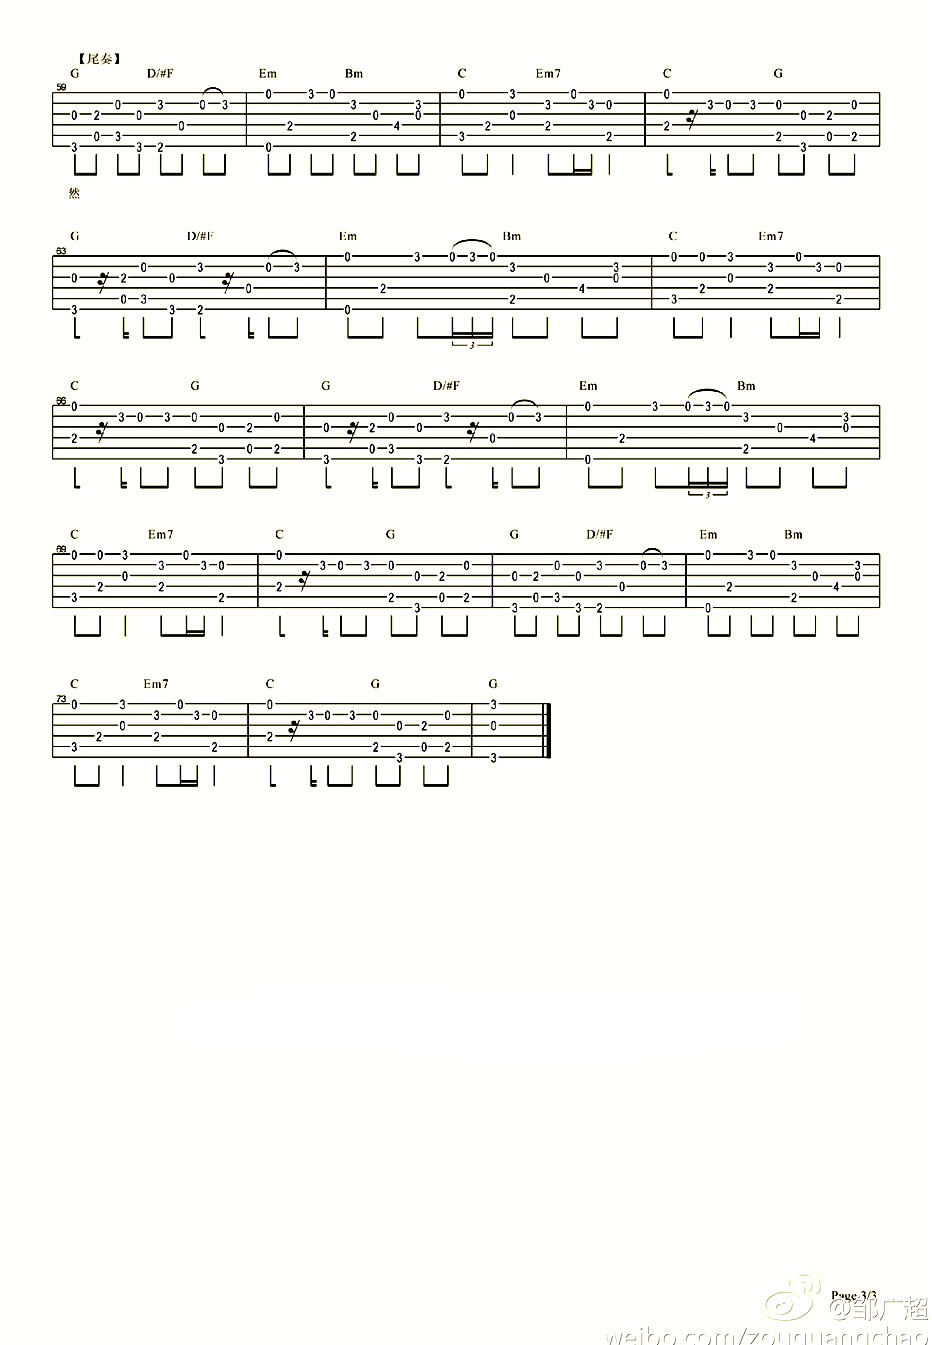 【尾奏】
G D/#F Em Bm C Em7 C G
59
然
G D/#F Em Bm C Em7
63
3
C G G D/#F Em Bm
66
3
C Em7 C G G D/#F Em Bm
69
C Em7 C G G
73
Page 3/3
@邹广超
weibo.com/zouguangchao